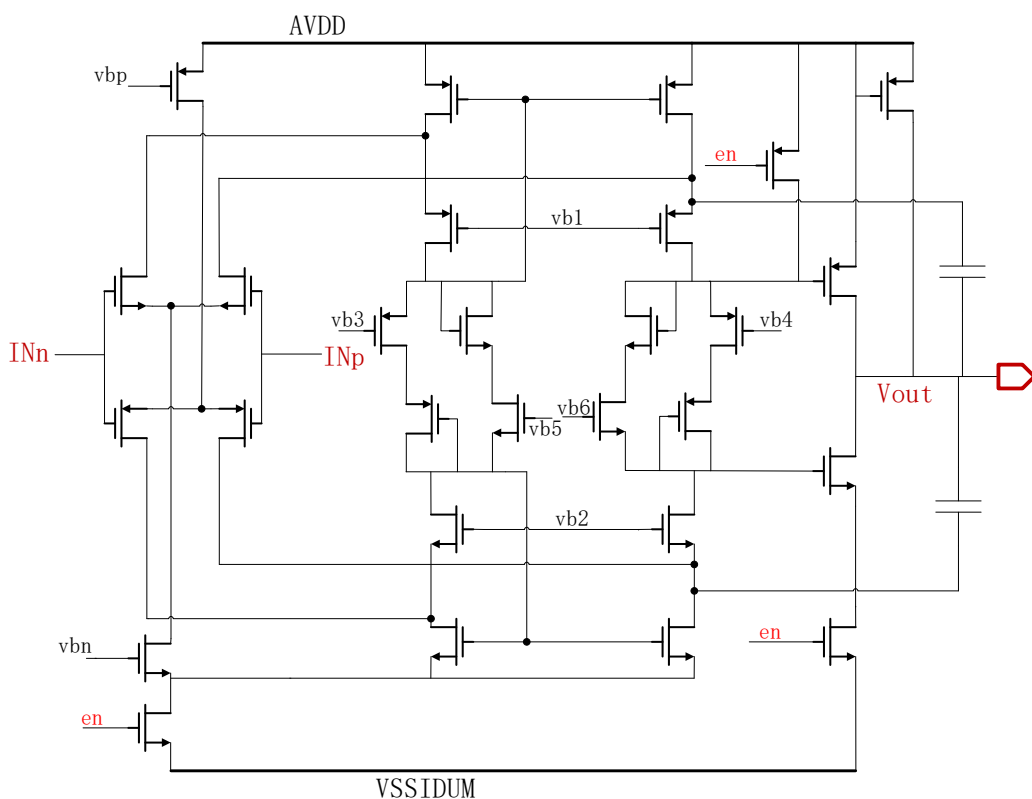 AVDD
vbp
en
vb1
vb3
vb4
INn
INp
Vout
vb6
vb5
vb2
vbn
en
en
VSSIDUM